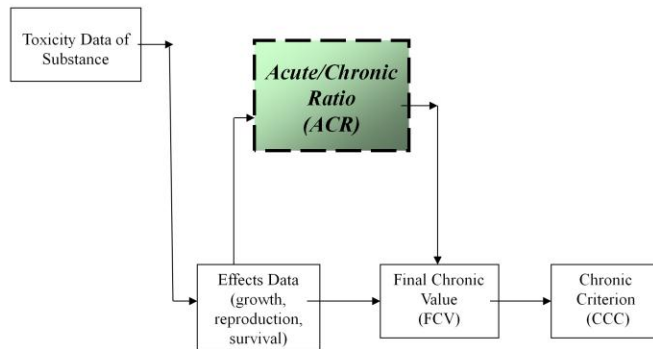 Toxicity Data of
Substance
Acute/Chronic
Ratio
(ACR)
Effects Data
(growth,
reproduction,
survival)
Final Chronic
Value
(FCV)
Chronic
Criterion
(CCC)